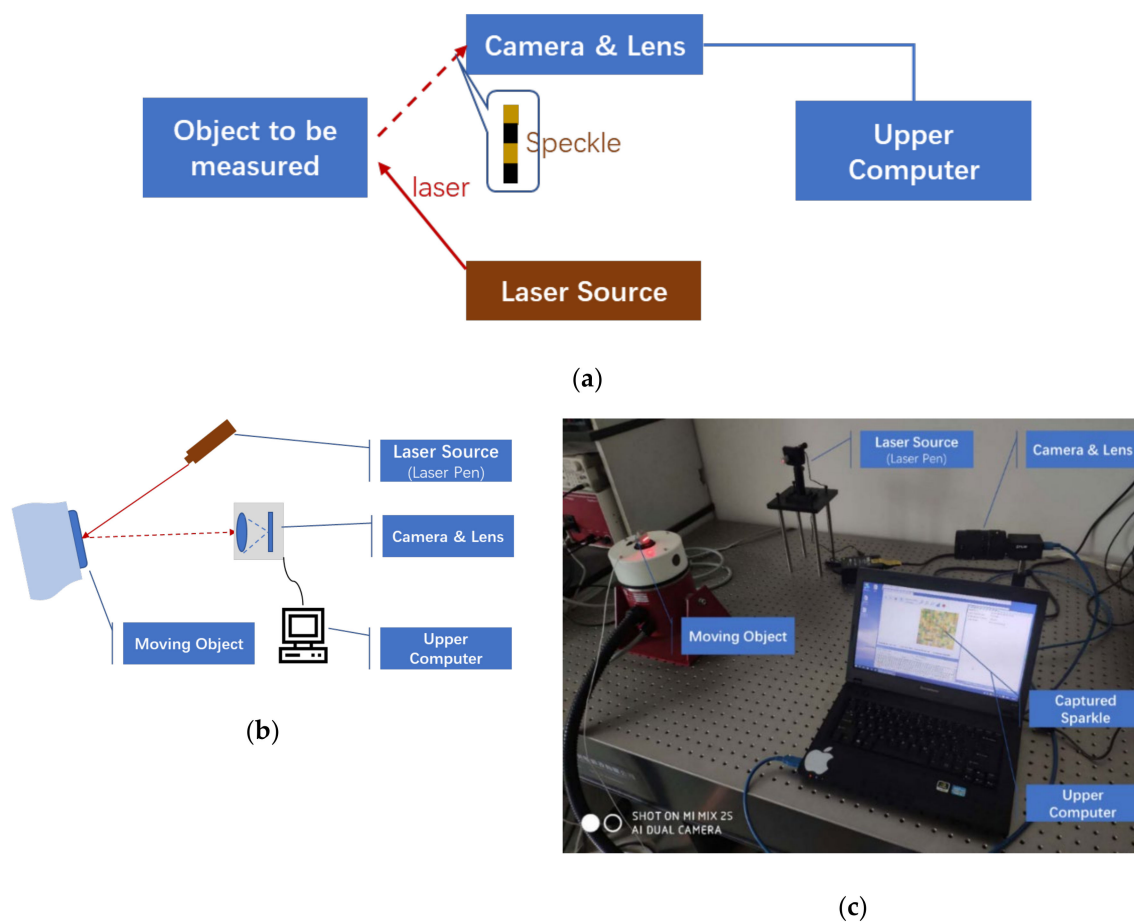 Camera & Lens
Object to be
measured
Speckle
laser
Upper
Computer
Laser Source
(a)
Laser Source
(Laser Pen)
Camera & Lens
Moving Object
Upper
Computer
(b)
Laser Source
(Laser Pen)
Camera & Lens
Moving Object
Captured
Sparkle
Upper
Computer
SHOT ON MI MIX 2S
AI DUAL CAMERA
(c)